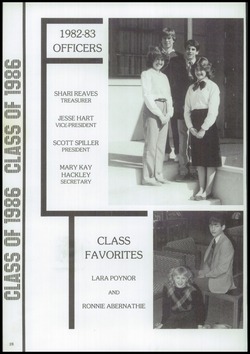 1982-83
OFFICERS
SHARI REAVES
TREASURER
JESSE HART
VICE-PRESIDENT
SCOTT SPILLER
PRESIDENT
MARY KAY
HACKLEY
SECRETARY
CLASS OF 1986 CLASS OF 1986
CLASS
FAVORITES
LARA POYNOR
AND
RONNIE ABERNATHIE